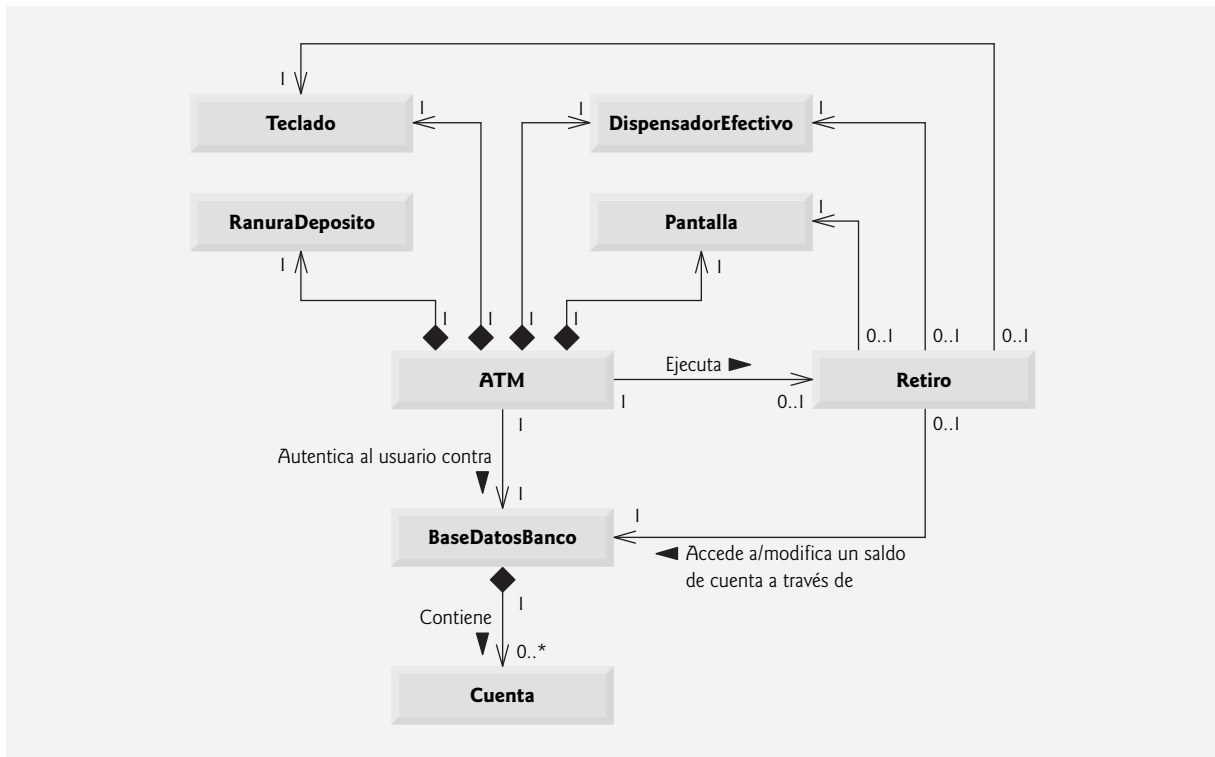 1
Teclado
1
1
DispensadorEfectivo
1
RanuraDeposito
Pantalla
1
1
1
1
1
1
1
0..1
0..1
0..1
ATM
Ejecuta
Retiro
1
0..1
1
0..1
Autentica al usuario contra
1
1
BaseDatosBanco
Accede a/modifica un saldo
de cuenta a través de
1
Contiene
0..*
Cuenta